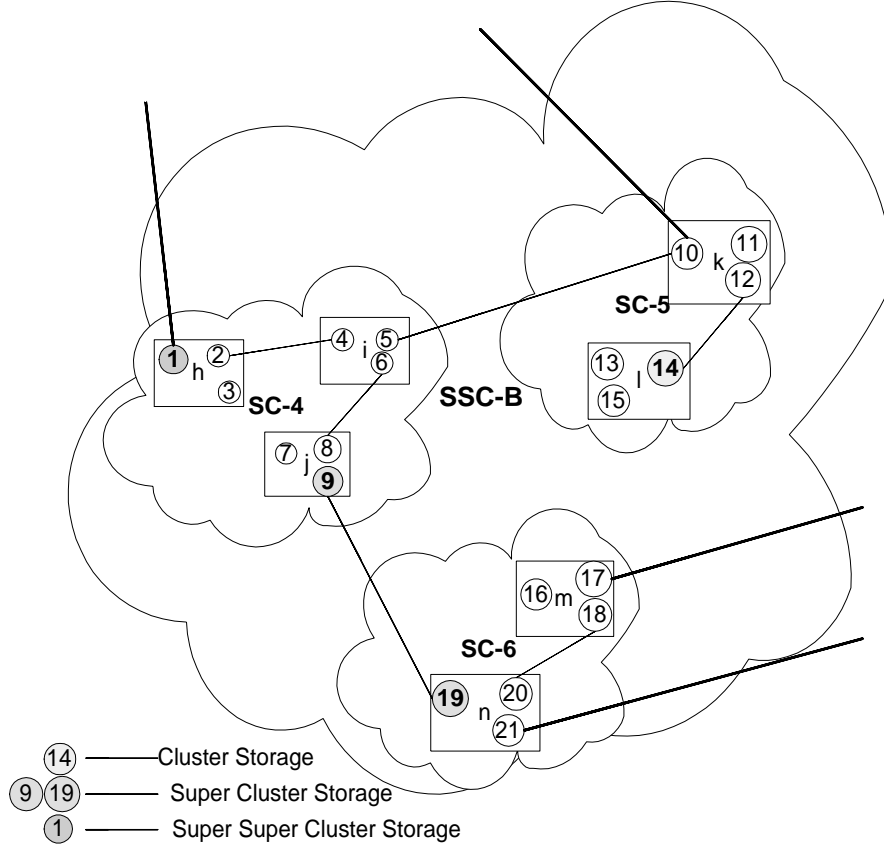 11
10
k
12
SC-5
4
5
i
6
1
2
h
3
13
14
l
15
SC-4
SSC-B
7
8
j
9
17
16
m
18
SC-6
19
20
n
21
14 Cluster Storage
9 19 Super Cluster Storage
1 Super Super Cluster Storage